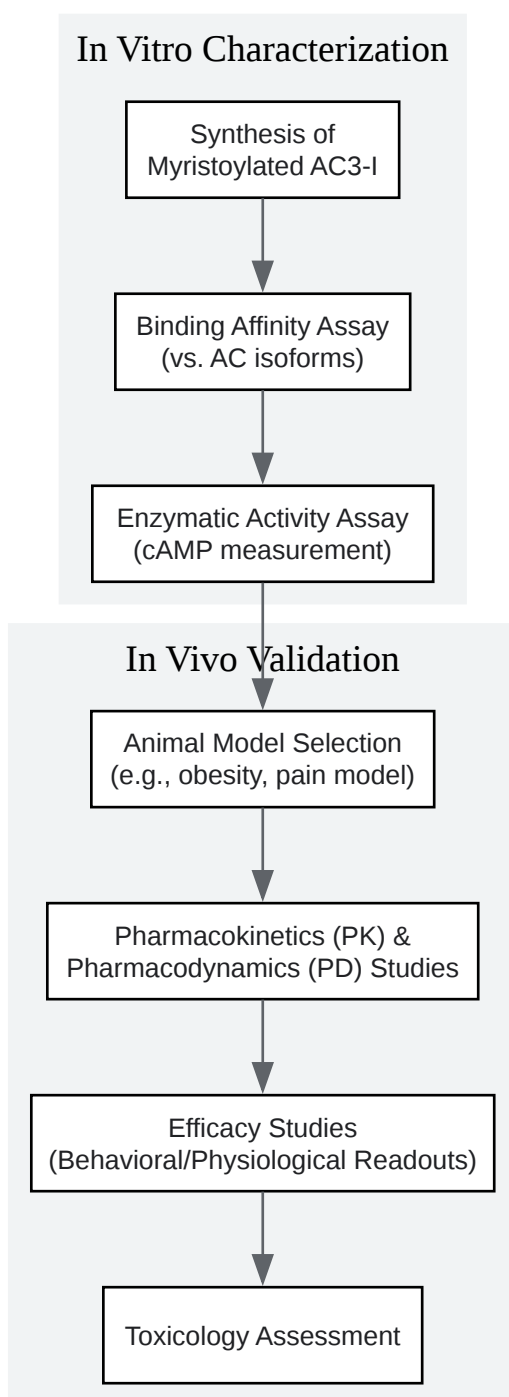 In Vitro Characterization
Synthesis of
Myristoylated AC3-I
Binding Affinity Assay
(vs. AC isoforms)
Enzymatic Activity Assay
(cAMP measurement)
In Vivo Validation
Animal Model Selection
(e.g., obesity, pain model)
Pharmacokinetics (PK) &
Pharmacodynamics (PD) Studies
Efficacy Studies
(Behavioral/Physiological Readouts)
Toxicology Assessment